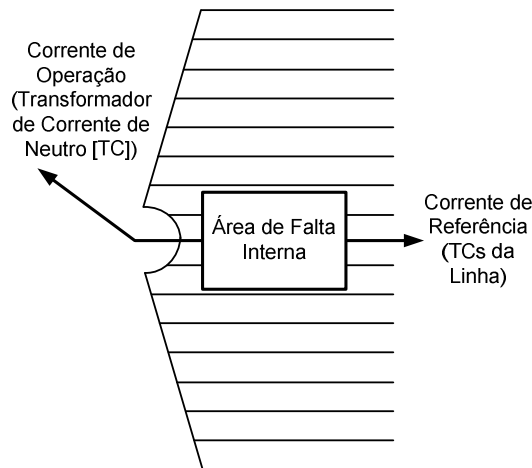 Corrente de
Operação
(Transformador
de Corrente de
Neutro [TC])
Área de Falta
Interna
Corrente de
Referência
(TCs da
Linha)